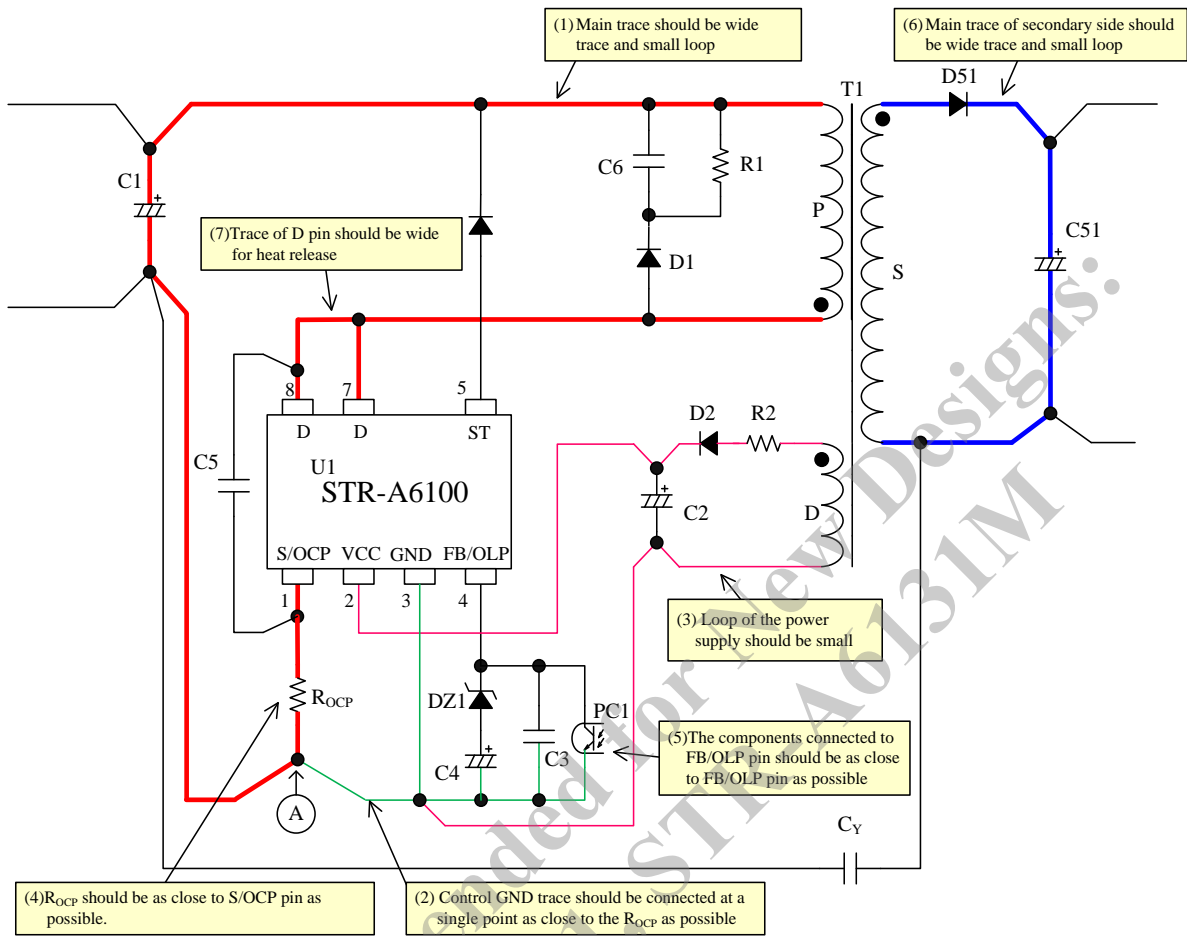 (1) Main trace should be wide
trace and small loop
(6) Main trace of secondary side should
be wide trace and small loop
D51
T1
C1
C6
R1
P
(7)Trace of D pin should be wide
for heat release
D1
S
C51
8
7
5
D
D
ST
C5
U1
STR-A6100
D2
R2
C2
D
S/OCP
VCC
GND
FB/OLP
1
2
3
4
(3) Loop of the power
supply should be small
ROCP
DZ1
PC1
C4
C3
(5)The components connected to
FB/OLP pin should be as close
to FB/OLP pin as possible
A
CY
(4)ROCP should be as close to S/OCP pin as
possible.
(2) Control GND trace should be connected at a
single point as close to the ROCP as possible
ended for New Designs:
STR-A6131M